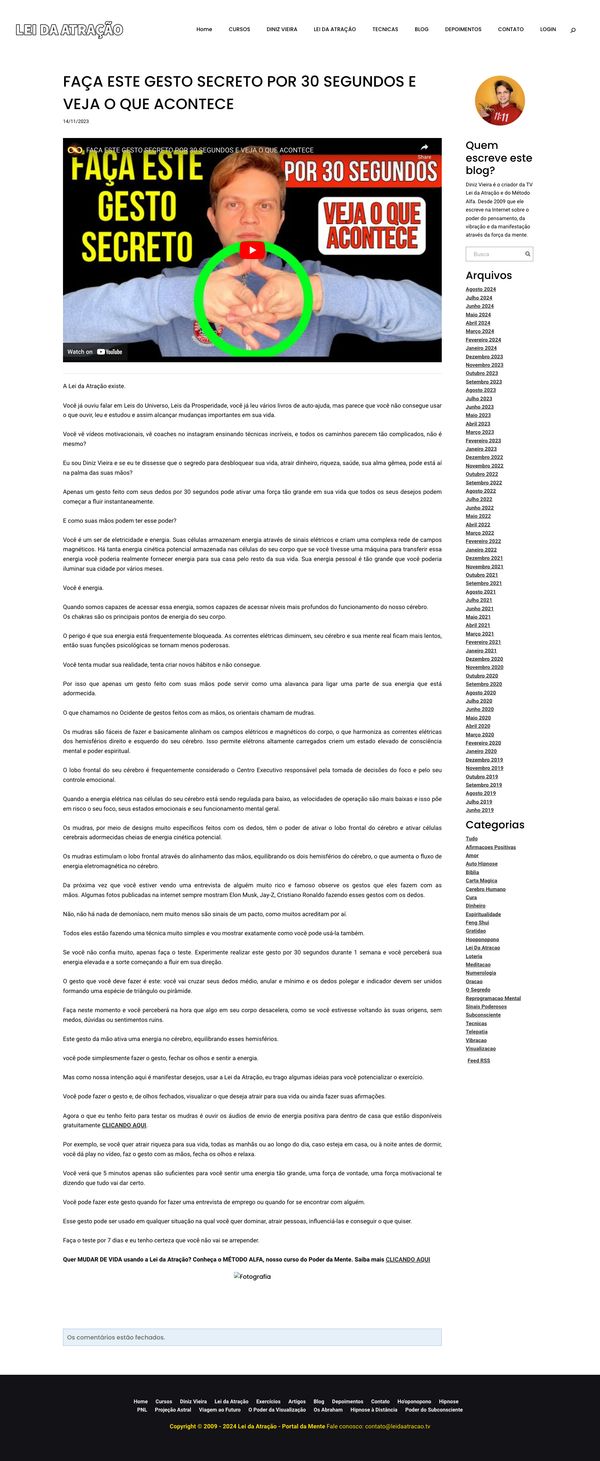 LEI DA ATRAÇÃO
Home CURSOS DINIZ VIEIRA LEI DA ATRAÇÃO TECNICAS BLOG DEPOIMENTOS CONTATO LOGIN
FAÇA ESTE GESTO SECRETO POR 30 SEGUNDOS E
VEJA O QUE ACONTECE
14/11/2023
FAÇA ESTE GESTO SECRETO POR 30 SEGUNDOS E VEJA O QUE ACONTECE
Share
FAÇA ESTE
GESTO
SECRETO
POR 30 SEGUNDOS
VEJA O QUE
ACONTECE
Watch on YouTube
A Lei da Atração existe.
Você já ouviu falar em Leis do Universo, Leis da Prosperidade, você já leu vários livros de auto-ajuda, mas parece que você não consegue usar
o que ouvir, leu e estudou e assim alcançar mudanças importantes em sua vida.
Você vê vídeos motivacionais, vê coaches no instagram ensinando técnicas incríveis, e todos os caminhos parecem tão complicados, não é
mesmo?
Eu sou Diniz Vieira e se eu te dissesse que o segredo para desbloquear sua vida, atrair dinheiro, riqueza, saúde, sua alma gêmea, pode está aí
na palma das suas mãos?
Apenas um gesto feito com seus dedos por 30 segundos pode ativar uma força tão grande em sua vida que todos os seus desejos podem
começar a fluir instantaneamente.
E como suas mãos podem ter esse poder?
Você é um ser de eletricidade e energia. Suas células armazenam energia através de sinais elétricos e criam uma complexa rede de campos
magnéticos. Há tanta energia cinética potencial armazenada nas células do seu corpo que se você tivesse uma máquina para transferir essa
energia você poderia realmente fornecer energia para sua casa pelo resto da sua vida. Sua energia pessoal é tão grande que você poderia
iluminar sua cidade por vários meses.
Você é energia.
Quando somos capazes de acessar essa energia, somos capazes de acessar níveis mais profundos do funcionamento do nosso cérebro.
Os chakras são os principais pontos de energia do seu corpo.
O perigo é que sua energia está frequentemente bloqueada. As correntes elétricas diminuem, seu cérebro e sua mente real ficam mais lentos,
então suas funções psicológicas se tornam menos poderosas.
Você tenta mudar sua realidade, tenta criar novos hábitos e não consegue.
Por isso que apenas um gesto feito com suas mãos pode servir como uma alavanca para ligar uma parte de sua energia que está
adormecida.
O que chamamos no Ocidente de gestos feitos com as mãos, os orientais chamam de mudras.
Os mudras são fáceis de fazer e basicamente alinham os campos elétricos e magnéticos do corpo, o que harmoniza as correntes elétricas
dos hemisférios direito e esquerdo do seu cérebro. Isso permite elétrons altamente carregados criem um estado elevado de consciência
mental e poder espiritual.
O lobo frontal do seu cérebro é frequentemente considerado o Centro Executivo responsável pela tomada de decisões do foco e pelo seu
controle emocional.
Quando a energia elétrica nas células do seu cérebro está sendo regulada para baixo, as velocidades de operação são mais baixas e isso põe
em risco o seu foco, seus estados emocionais e seu funcionamento mental geral.
Os mudras, por meio de designs muito específicos feitos com os dedos, têm o poder de ativar o lobo frontal do cérebro e ativar células
cerebrais adormecidas cheias de energia cinética potencial.
Os mudras estimulam o lobo frontal através do alinhamento das mãos, equilibrando os dois hemisférios do cérebro, o que aumenta o fluxo de
energia eletromagnética no cérebro.
Da próxima vez que você estiver vendo uma entrevista de alguém muito rico e famoso observe os gestos que eles fazem com as
mãos. Algumas fotos publicadas na internet sempre mostram Elon Musk, Jay-Z, Cristiano Ronaldo fazendo esses gestos com os dedos.
Não, não há nada de demoníaco, nem muito menos são sinais de um pacto, como muitos acreditam por aí.
Todos eles estão fazendo uma técnica muito simples e vou mostrar exatamente como você pode usá-la também.
Se você não confia muito, apenas faça o teste. Experimente realizar este gesto por 30 segundos durante 1 semana e você perceberá sua
energia elevada e a sorte começando a fluir em sua direção.
O gesto que você deve fazer é este: você vai cruzar seus dedos médio, anular e mínimo e os dedos polegar e indicador devem ser unidos
formando uma espécie de triângulo ou pirâmide.
Faça neste momento e você perceberá na hora que algo em seu corpo desacelera, como se você estivesse voltando às suas origens, sem
medos, dúvidas ou sentimentos ruins.
Este gesto da mão ativa uma energia no cérebro, equilibrando esses hemisférios.
você pode simplesmente fazer o gesto, fechar os olhos e sentir a energia.
Mas como nossa intenção aqui é manifestar desejos, usar a Lei da Atração, eu trago algumas ideias para você potencializar o exercício.
Você pode fazer o gesto e, de olhos fechados, visualizar o que deseja atrair para sua vida ou ainda fazer suas afirmações.
Agora o que eu tenho feito para testar os mudras é ouvir os áudios de envio de energia positiva para dentro de casa que estão disponíveis
gratuitamente CLICANDO AQUI.
Por exemplo, se você quer atrair riqueza para sua vida, todas as manhãs ou ao longo do dia, caso esteja em casa, ou à noite antes de dormir,
você dá play no vídeo, faz o gesto com as mãos, fecha os olhos e relaxa.
Você verá que 5 minutos apenas são suficientes para você sentir uma energia tão grande, uma força de vontade, uma força motivacional te
dizendo que tudo vai dar certo.
Você pode fazer este gesto quando for fazer uma entrevista de emprego ou quando for se encontrar com alguém.
Esse gesto pode ser usado em qualquer situação na qual você quer dominar, atrair pessoas, influenciá-las e conseguir o que quiser.
Faça o teste por 7 dias e eu tenho certeza que você não vai se arrepender.
Quer MUDAR DE VIDA usando a Lei da Atração? Conheça o MÉTODO ALFA, nosso curso do Poder da Mente. Saiba mais CLICANDO AQUI
Fotografia
Os comentários estão fechados.
11:11
Quem
escreve este
blog?
Diniz Vieira é o criador da TV
Lei da Atração e do Método
Alfa. Desde 2009 que ele
escreve na Internet sobre o
poder do pensamento, da
vibração e da manifestação
através da força da mente.
Busca
Arquivos
Agosto 2024
Julho 2024
Junho 2024
Maio 2024
Abril 2024
Março 2024
Fevereiro 2024
Janeiro 2024
Dezembro 2023
Novembro 2023
Outubro 2023
Setembro 2023
Agosto 2023
Julho 2023
Junho 2023
Maio 2023
Abril 2023
Março 2023
Fevereiro 2023
Janeiro 2023
Dezembro 2022
Novembro 2022
Outubro 2022
Setembro 2022
Agosto 2022
Julho 2022
Junho 2022
Maio 2022
Abril 2022
Março 2022
Fevereiro 2022
Janeiro 2022
Dezembro 2021
Novembro 2021
Outubro 2021
Setembro 2021
Agosto 2021
Julho 2021
Junho 2021
Maio 2021
Abril 2021
Março 2021
Fevereiro 2021
Janeiro 2021
Dezembro 2020
Novembro 2020
Outubro 2020
Setembro 2020
Agosto 2020
Julho 2020
Junho 2020
Maio 2020
Abril 2020
Março 2020
Fevereiro 2020
Janeiro 2020
Dezembro 2019
Novembro 2019
Outubro 2019
Setembro 2019
Agosto 2019
Julho 2019
Junho 2019
Categorias
Tudo
Afirmacoes Positivas
Amor
Auto Hipnose
Biblia
Carta Magica
Cerebro Humano
Cura
Dinheiro
Espiritualidade
Feng Shui
Gratidao
Hooponopono
Lei Da Atracao
Loteria
Meditacao
Numerologia
Oracao
O Segredo
Reprogramacao Mental
Sinais Poderosos
Subconsciente
Tecnicas
Telepatia
Vibracao
Visualizacao
Feed RSS
Home Cursos Diniz Vieira Lei da Atração Exercícios Artigos Blog Depoimentos Contato Ho'oponopono Hipnose
PNL Projeção Astral Viagem ao Futuro O Poder da Visualização Os Abraham Hipnose à Distância Poder do Subconsciente
Copyright © 2009 - 2024 Lei da Atração - Portal da Mente Fale conosco: contato@leidaatracao.tv